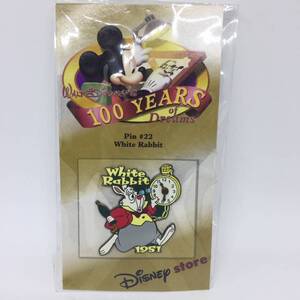 Walt Disney's
100 YEARS
of
Dreams
Pin #22
White Rabbit
White
Rabbit
1951
Disney store